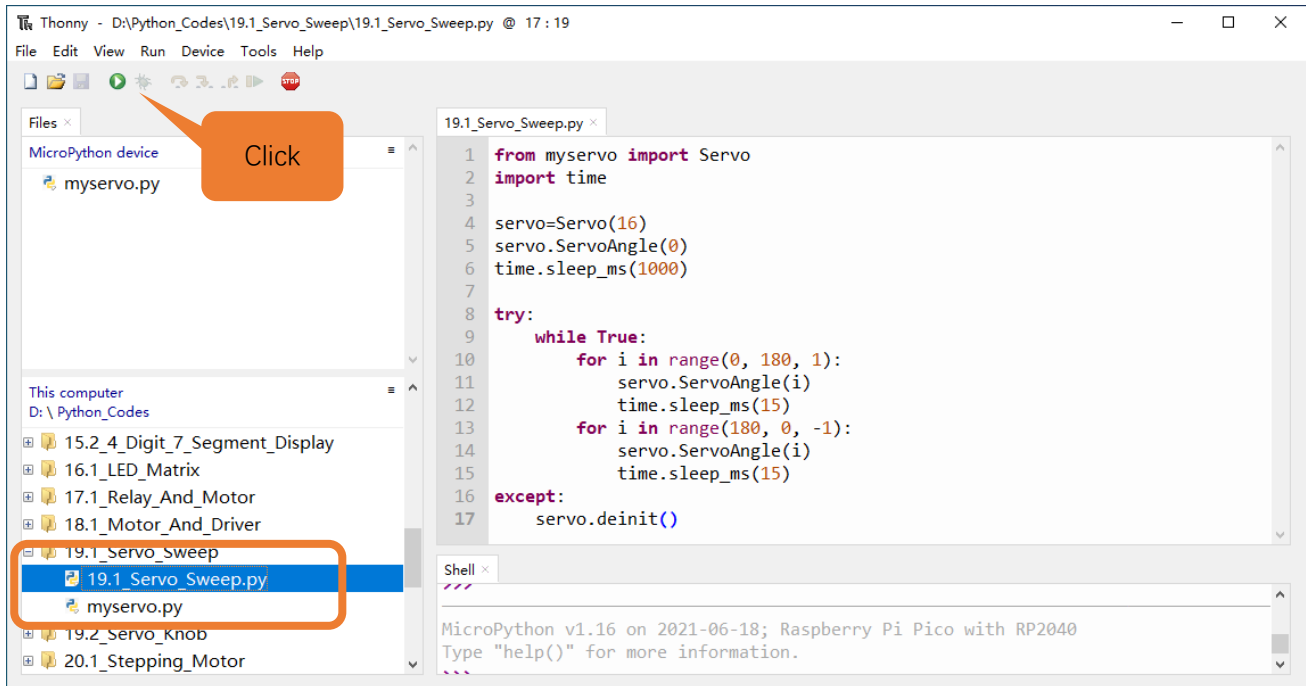 Thonny - D:\Python_Codes\19.1_Servo_Sweep\19.1_Servo_Sweep.py @ 17 : 19
File Edit View Run Device Tools Help
STOP
Files
Click
MicroPython device
myservo.py
This computer
D: \ Python_Codes
15.2_4_Digit_7_Segment_Display
16.1_LED_Matrix
17.1_Relay_And_Motor
18.1_Motor_And_Driver
19.1_Servo_Sweep
19.1_Servo_Sweep.py
myservo.py
19.2_Servo_Knob
20.1_Stepping_Motor
19.1_Servo_Sweep.py
1 from myservo import Servo
2 import time
3
4 servo=Servo(16)
5 servo.ServoAngle(0)
6 time.sleep_ms(1000)
7
8 try:
9     while True:
10         for i in range(0, 180, 1):
11             servo.ServoAngle(i)
12             time.sleep_ms(15)
13         for i in range(180, 0, -1):
14             servo.ServoAngle(i)
15             time.sleep_ms(15)
16 except:
17     servo.deinit()
Shell
>>>
MicroPython v1.16 on 2021-06-18; Raspberry Pi Pico with RP2040
Type "help()" for more information.
>>>